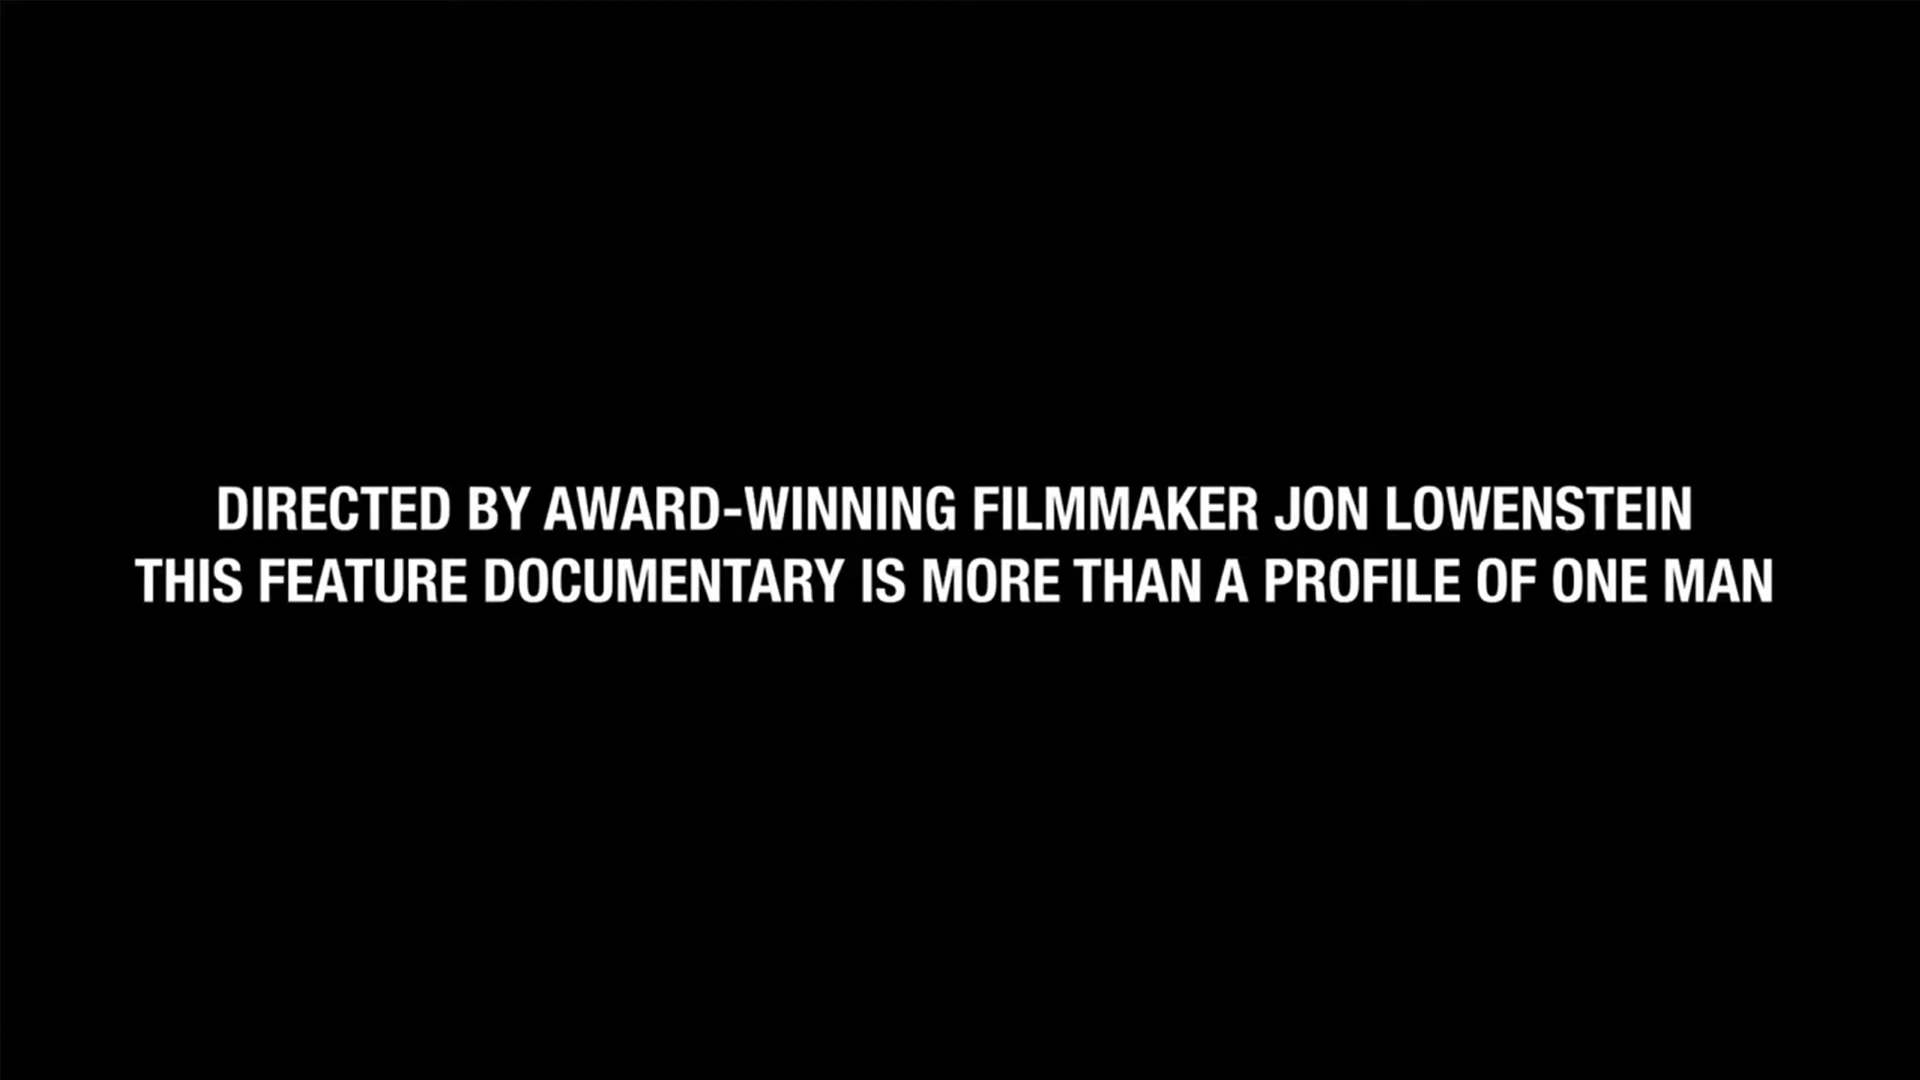 DIRECTED BY AWARD-WINNING FILMMAKER JON LOWENSTEIN
THIS FEATURE DOCUMENTARY IS MORE THAN A PROFILE OF ONE MAN